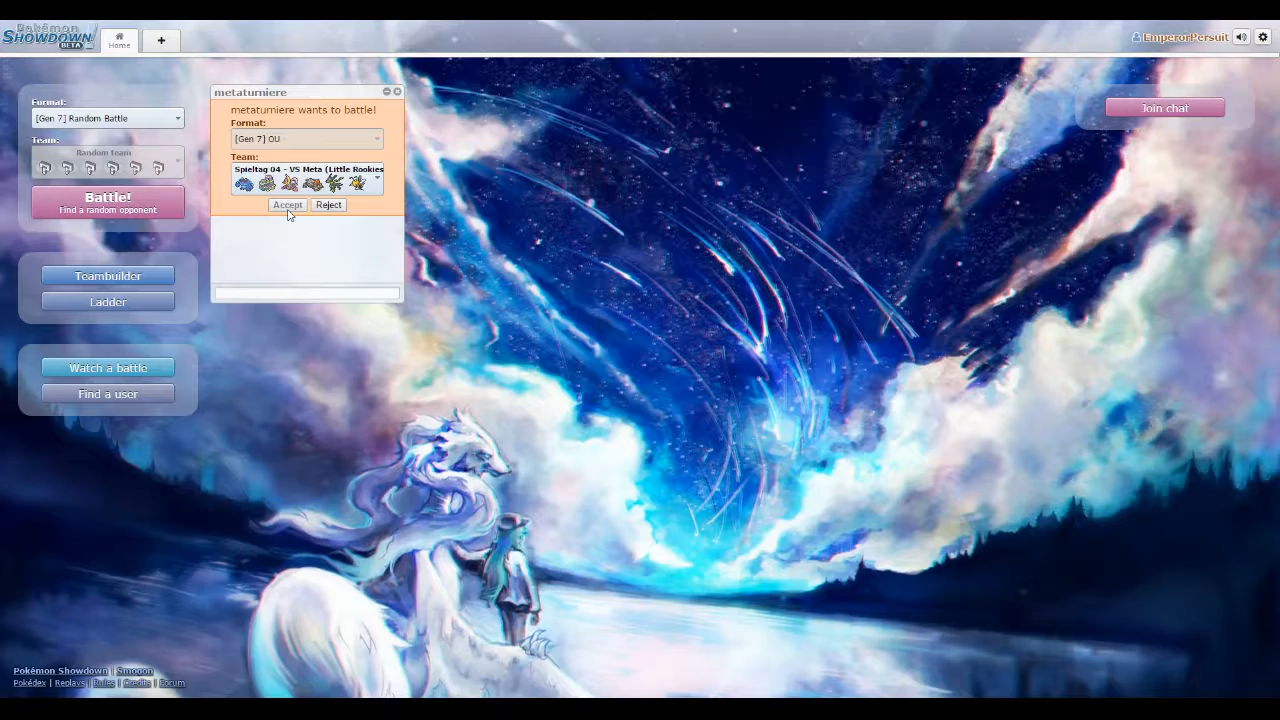 Pokémon
SHOWDOWN
BETA
Home
+
EmperorPersuit
Format:
[Gen 7] Random Battle
Team:
Random team
Battle!
Find a random opponent
Teambuilder
Ladder
Watch a battle
Find a user
metaturniere
metaturniere wants to battle!
Format:
[Gen 7] OU
Team:
Spieltag 04 - VS Meta (Little Rookies
Accept
Reject
Join chat
Pokémon Showdown | Smogon
Pokédex | Replays | Rules | Credits | Forum